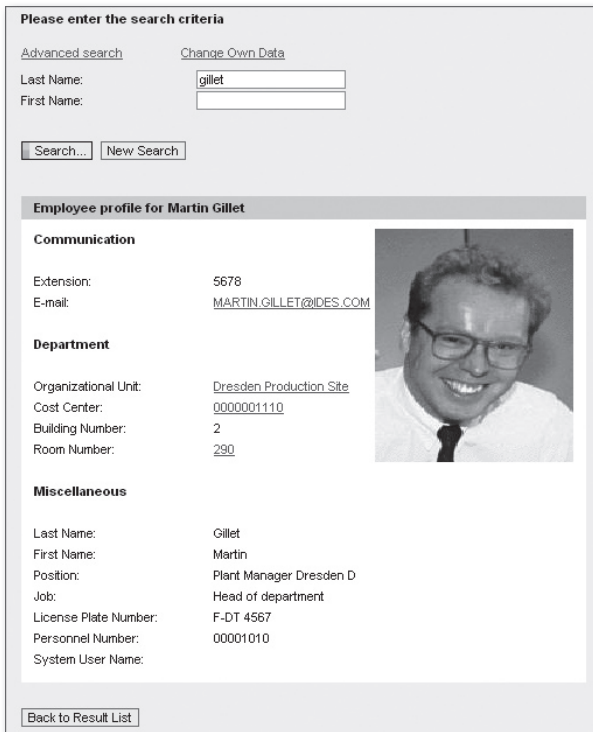 Please enter the search criteria
Advanced search Change Own Data
Last Name: gillet
First Name:
Search... New Search
Employee profile for Martin Gillet
Communication
Extension: 5678
E-mail: MARTIN.GILLET@IDES.COM
Department
Organizational Unit: Dresden Production Site
Cost Center: 0000001110
Building Number: 2
Room Number: 290
Miscellaneous
Last Name: Gillet
First Name: Martin
Position: Plant Manager Dresden D
Job: Head of department
License Plate Number: F-DT 4567
Personnel Number: 00001010
System User Name:
Back to Result List